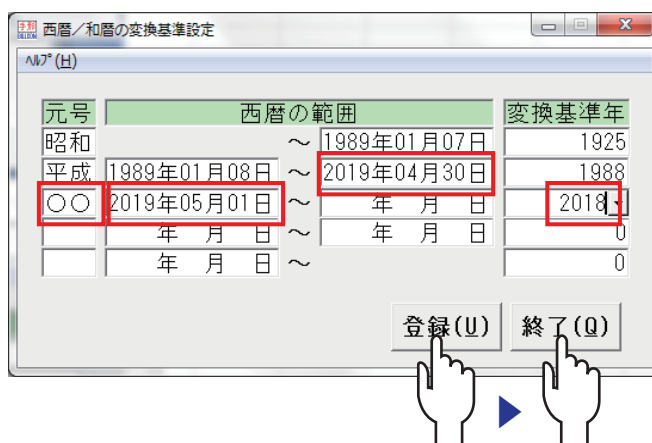 西暦／和暦の変換基準設定
ﾍﾙﾌﾟ(H)
元号 西暦の範囲 変換基準年
昭和 ～ 1989年01月07日 1925
平成 1989年01月08日 ～ 2019年04月30日 1988
〇〇 2019年05月01日 ～ 年 月 日 2018
年 月 日 ～ 年 月 日 0
年 月 日 ～ 0
登録(U) 終了(Q)